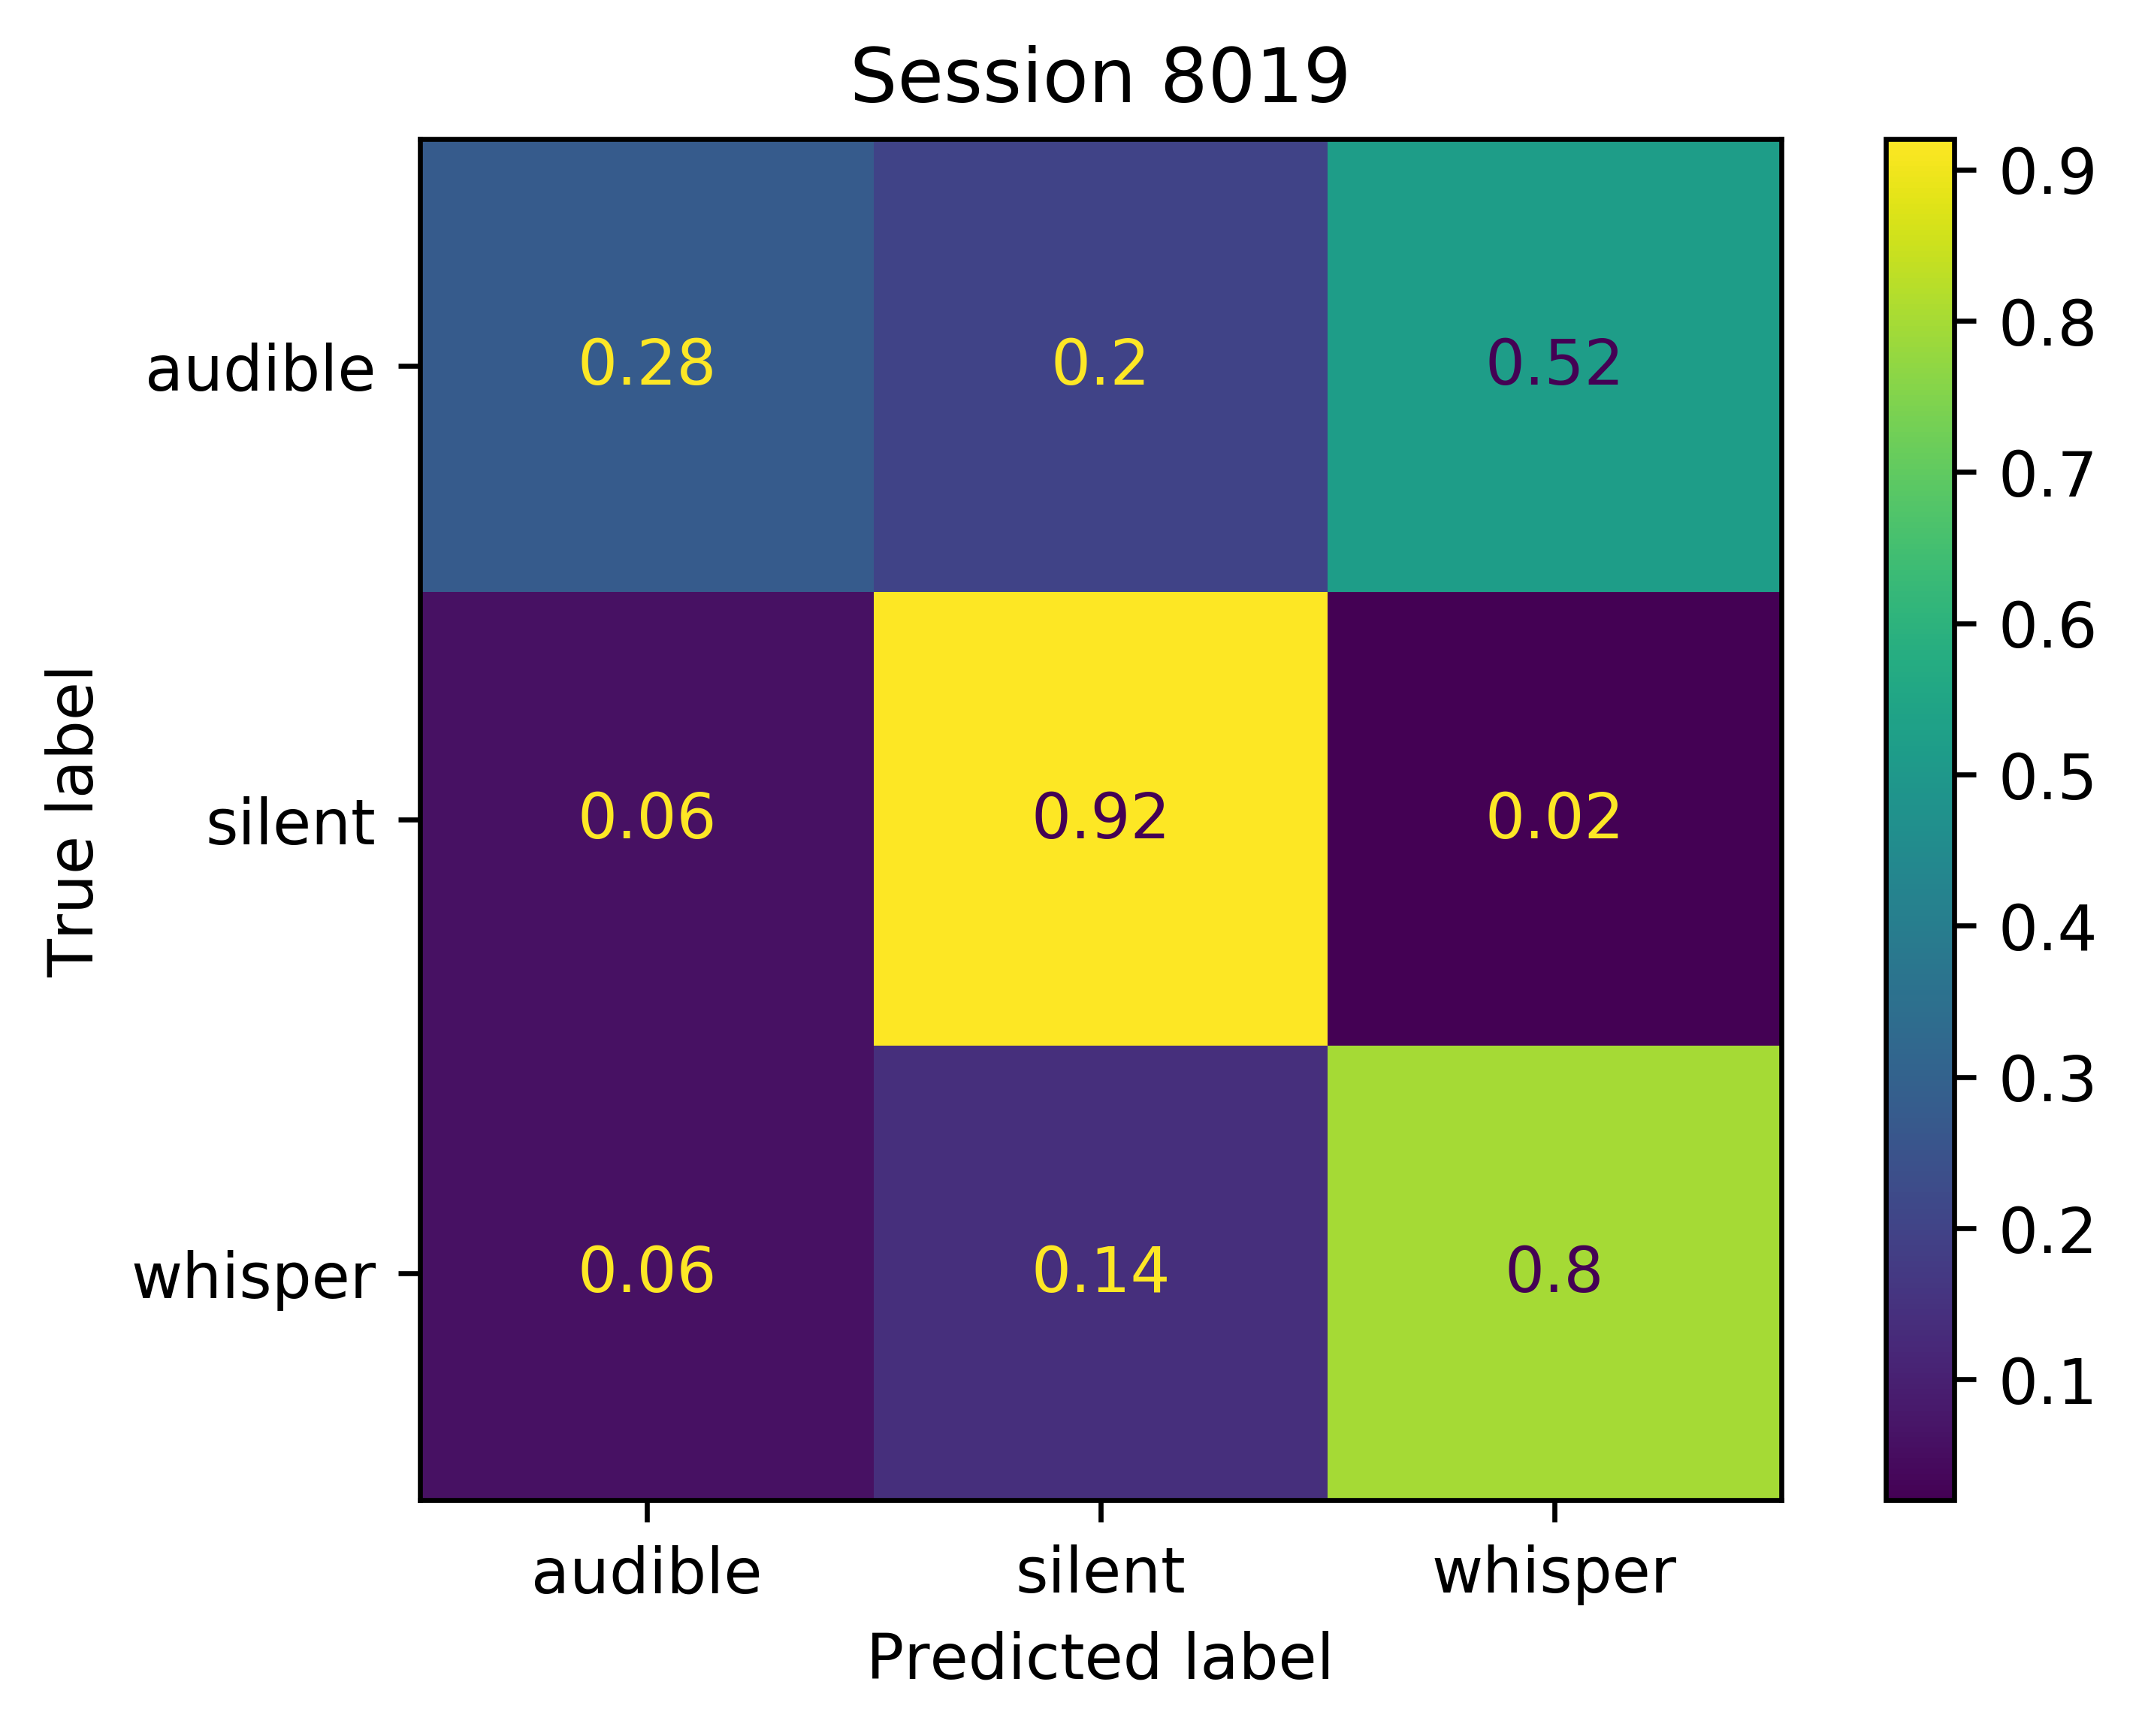 Session 8019
audible 0.28 0.2 0.52
silent 0.06 0.92 0.02
whisper 0.06 0.14 0.8
audible silent whisper
Predicted label
True label
0.9
0.8
0.7
0.6
0.5
0.4
0.3
0.2
0.1